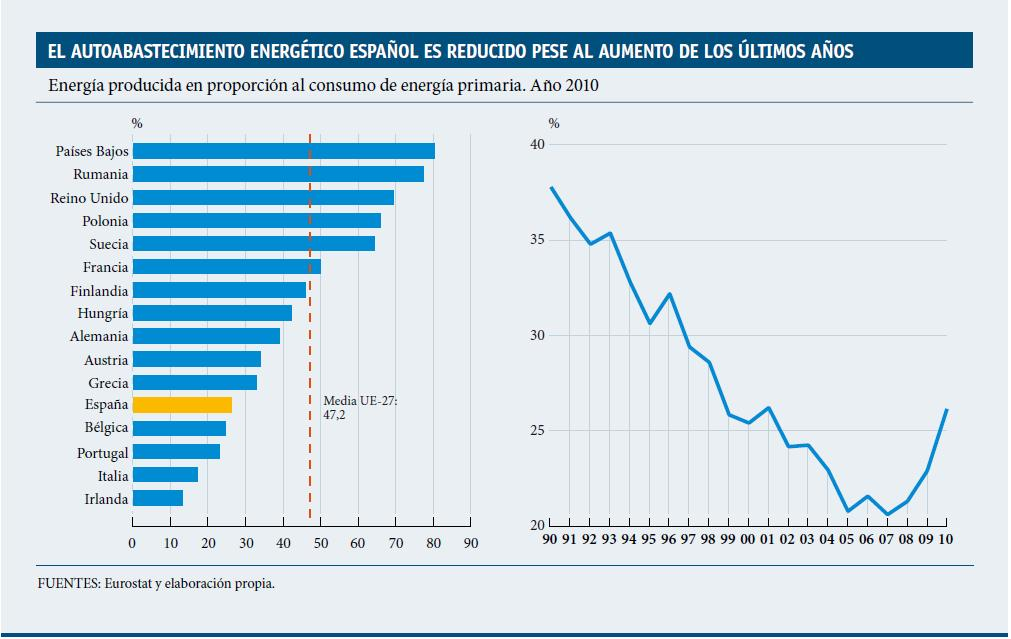 EL AUTOABASTECIMIENTO ENERGÉTICO ESPAÑOL ES REDUCIDO PESE AL AUMENTO DE LOS ÚLTIMOS AÑOS
Energía producida en proporción al consumo de energía primaria. Año 2010
%
Países Bajos
Rumania
Reino Unido
Polonia
Suecia
Francia
Finlandia
Hungría
Alemania
Austria
Grecia
España
Bélgica
Portugal
Italia
Irlanda
Media UE-27:
47,2
0 10 20 30 40 50 60 70 80 90
%
40
35
30
25
20
90 91 92 93 94 95 96 97 98 99 00 01 02 03 04 05 06 07 08 09 10
FUENTES: Eurostat y elaboración propia.